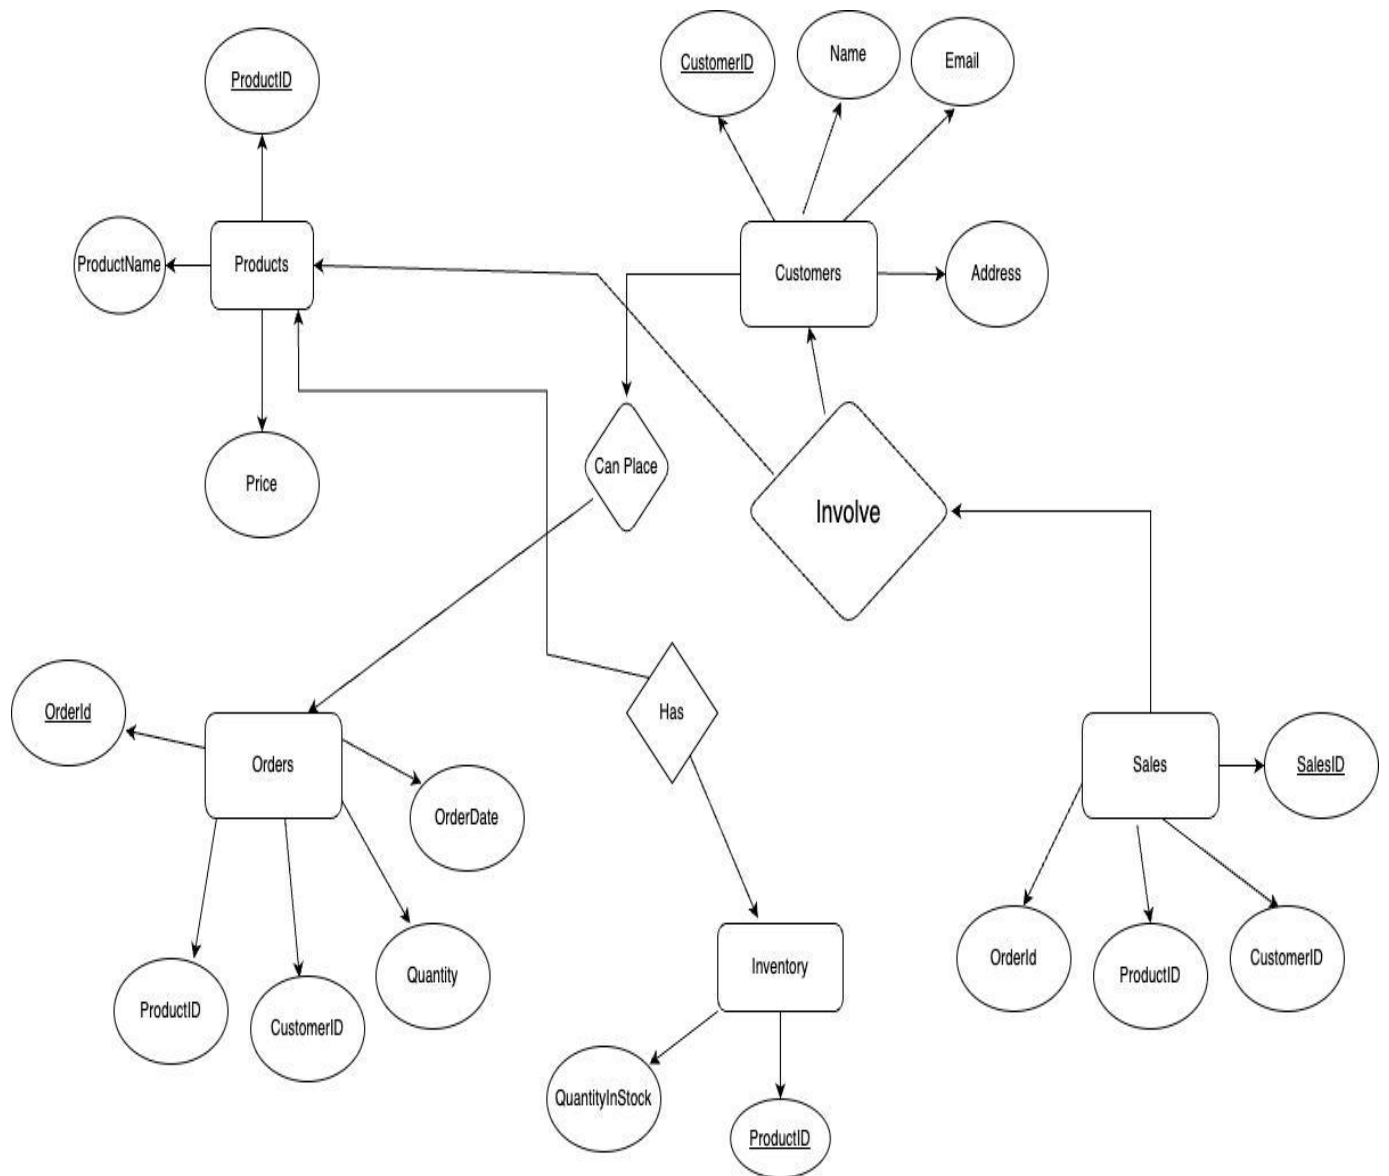 CustomerID
Name
Email
ProductID
ProductName
Products
Customers
Address
Can Place
Price
Involve
OrderId
Has
Orders
Sales
SalesID
OrderDate
Quantity
Inventory
OrderId
ProductID
CustomerID
ProductID
CustomerID
QuantityInStock
ProductID